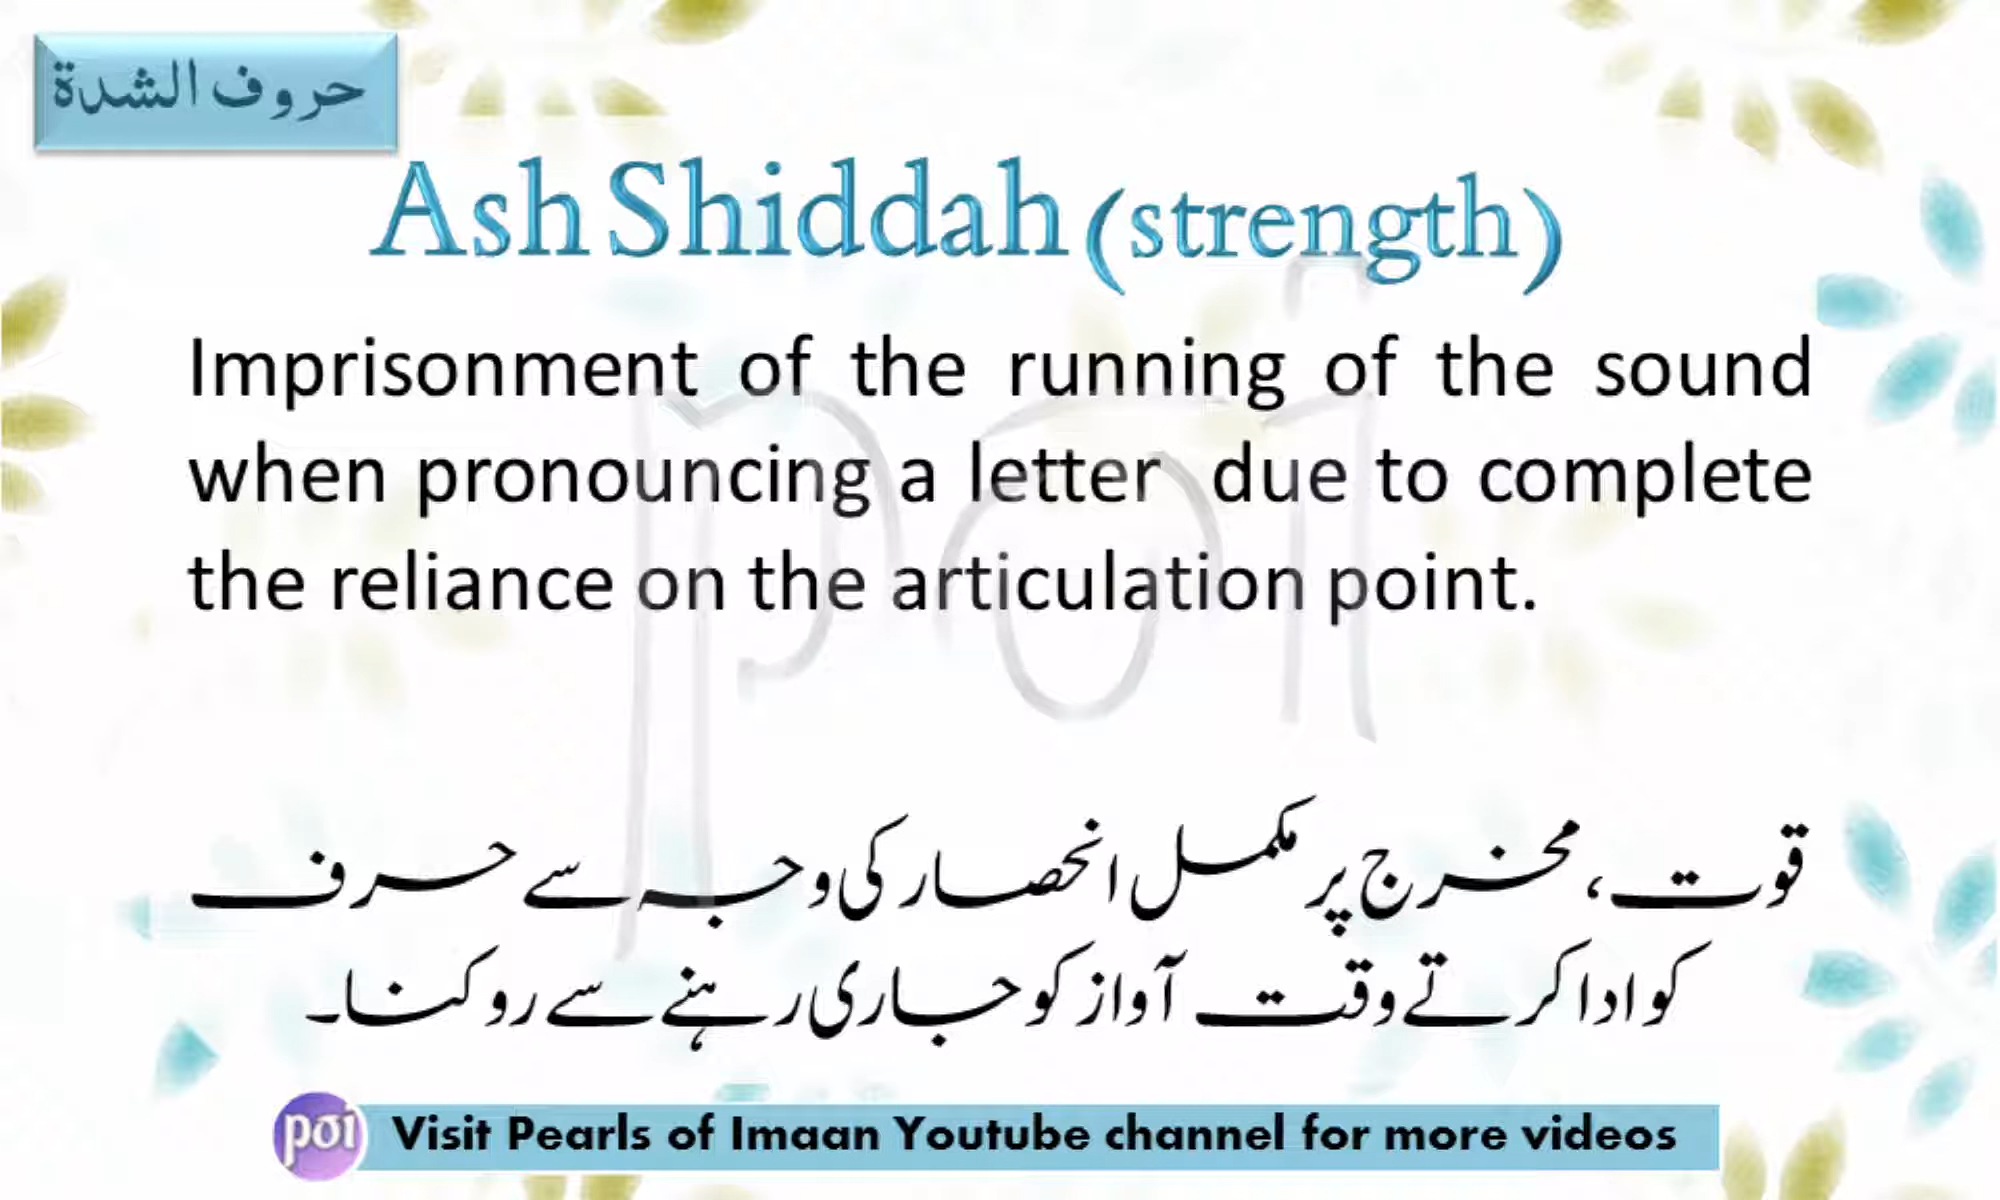 حروف الشدة
Ash Shiddah (strength)
Imprisonment of the running of the sound
when pronouncing a letter due to complete
the reliance on the articulation point.
قوت، مخرج پر مکمل انحصار کی وجہ سے حرف
کو ادا کرتے وقت آواز کو جاری رہنے سے روکنا۔
poi
poi Visit Pearls of Imaan Youtube channel for more videos